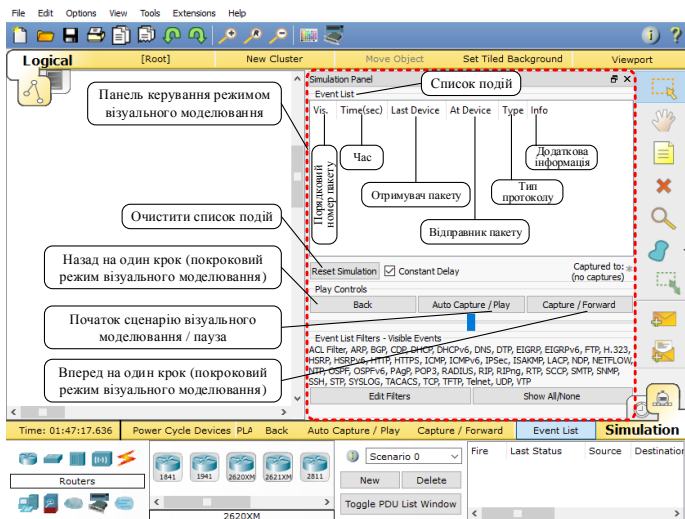 File Edit Options View Tools Extensions Help
Logical
[Root]
New Cluster
Move Object
Set Tiled Background
Viewport
Simulation Panel
Event List
Список подій
Vis. Time(sec) Last Device At Device Type Info
Панель керування режимом
візуального моделювання
Порядковий
номер пакету
Час
Отримувач пакету
Відправник пакету
Тип
протоколу
Додаткова
інформація
Очистити список подій
Назад на один крок (покроковий
режим візуального моделювання)
Початок сценарію візуального
моделювання / пауза
Вперед на один крок (покроковий
режим візуального моделювання)
Reset Simulation
Constant Delay
Captured to:
(no captures)
Play Controls
Back
Auto Capture / Play
Capture / Forward
Event List Filters - Visible Events
ACL Filter, ARP, BGP, CDP, DHCP, DHCPv6, DNS, DTP, EIGRP, EIGRPv6, FTP, H.323,
HSRP, HSRPv6, HTTP, HTTPS, ICMP, ICMPv6, IPSec, ISAKMP, LACP, NDP, NETFLOW,
NTP, OSPF, OSPFv6, PAgP, POP3, RADIUS, RIP, RIPng, RTP, SCCP, SMTP, SNMP,
SSH, STP, SYSLOG, TACACS, TCP, TFTP, Telnet, UDP, VTP
Edit Filters
Show All/None
Time: 01:47:17.636
Power Cycle Devices PLA Back Auto Capture / Play Capture / Forward
Event List
Simulation
Routers
1841
1941
2620XM
2621XM
2811
2620XM
Scenario 0
New
Delete
Toggle PDU List Window
Fire Last Status Source Destination